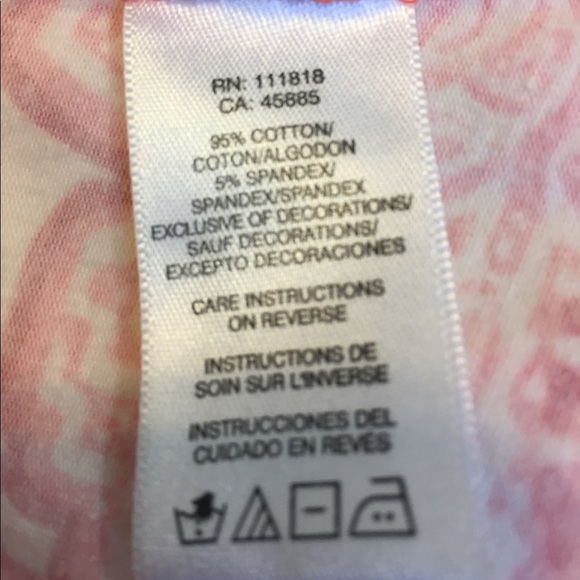 RN: 111818
CA: 45885
95% COTTON/
COTON/ALGODON
5% SPANDEX/
SPANDEX/SPANDEX
EXCLUSIVE OF DECORATIONS/
SAUF DECORATIONS/
EXCEPTO DECORACIONES
CARE INSTRUCTIONS
ON REVERSE
INSTRUCTIONS DE
SOIN SUR L'INVERSE
INSTRUCCIONES DEL
CUIDADO EN REVÉS